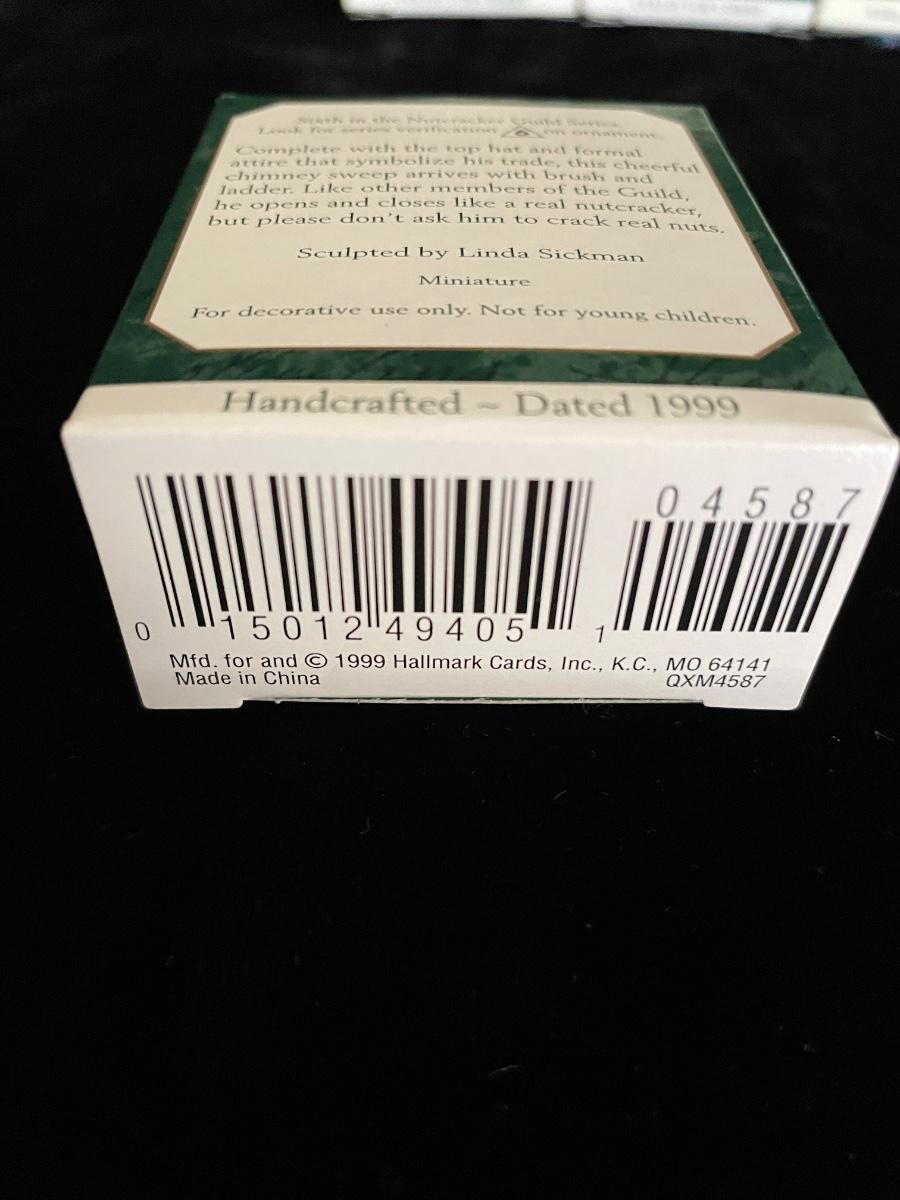 Sixth in the Nutcracker Guild Series.
Look for series verification 6 on ornament.
Complete with the top hat and formal
attire that symbolize his trade, this cheerful
chimney sweep arrives with brush and
ladder. Like other members of the Guild,
he opens and closes like a real nutcracker,
but please don't ask him to crack real nuts.
Sculpted by Linda Sickman
Miniature
For decorative use only. Not for young children.
Handcrafted ~ Dated 1999
04587
0 15012 49405 1
Mfd. for and © 1999 Hallmark Cards, Inc., K.C., MO 64141
Made in China QXM4587